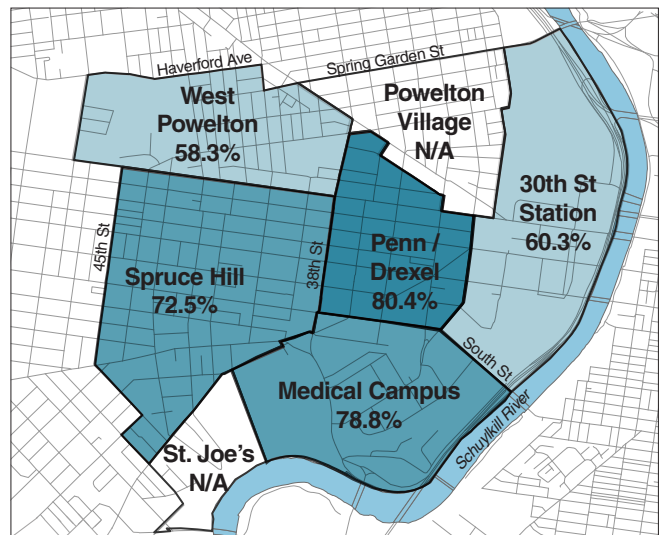 Haverford Ave
Spring Garden St
West
Powelton
58.3%
Powelton
Village
N/A
30th St
Station
60.3%
45th St
Spruce Hill
72.5%
38th St
Penn /
Drexel
80.4%
South St
Medical Campus
78.8%
Schuylkill River
St. Joe's
N/A